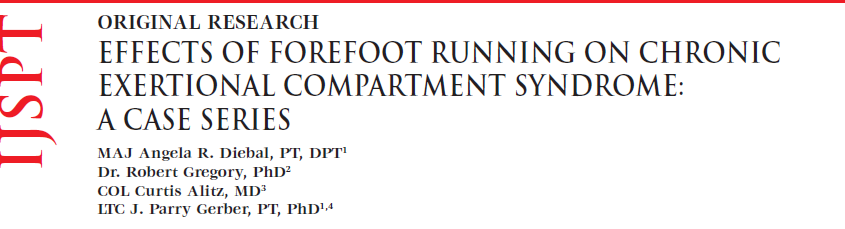 IJSPT
ORIGINAL RESEARCH
EFFECTS OF FOREFOOT RUNNING ON CHRONIC
EXERTIONAL COMPARTMENT SYNDROME:
A CASE SERIES
MAJ Angela R. Diebal, PT, DPT¹
Dr. Robert Gregory, PhD²
COL Curtis Alitz, MD³
LTC J. Parry Gerber, PT, PhD¹,⁴